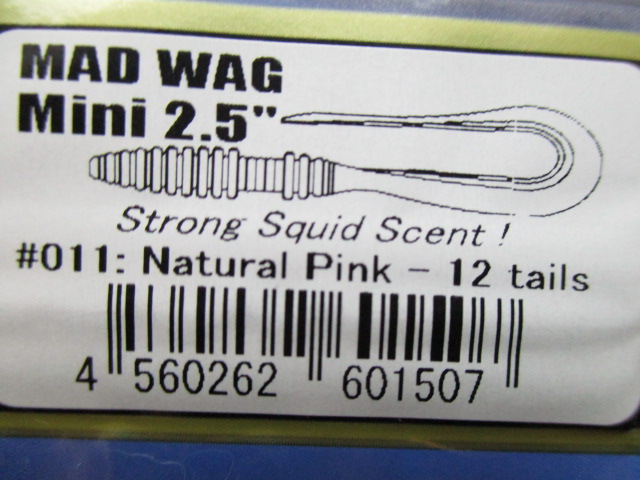 MAD WAG
Mini 2.5"
Strong Squid Scent !
#011: Natural Pink - 12 tails
4 560262 601507